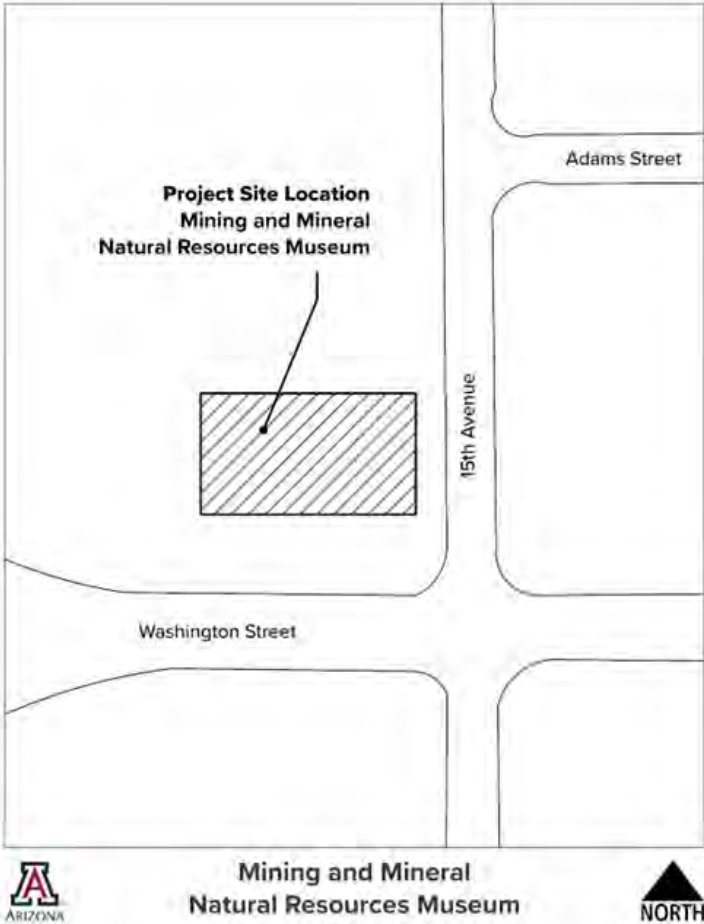 Adams Street
Project Site Location
Mining and Mineral
Natural Resources Museum
15th Avenue
Washington Street
A
ARIZONA
Mining and Mineral
Natural Resources Museum
NORTH